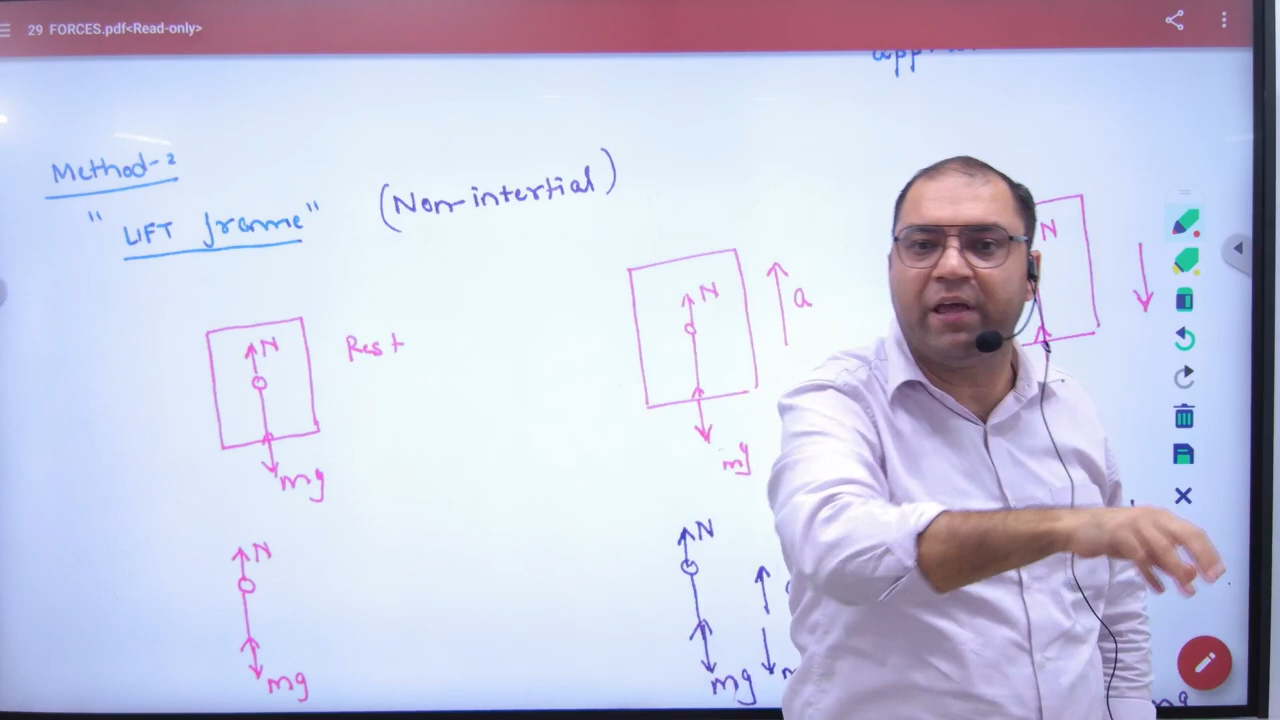 29 FORCES.pdf<Read-only>
Method-2
"LIFT frame" (Non-intertial)
N Rest
mg
N a
mg
N
N
mg
N
mg